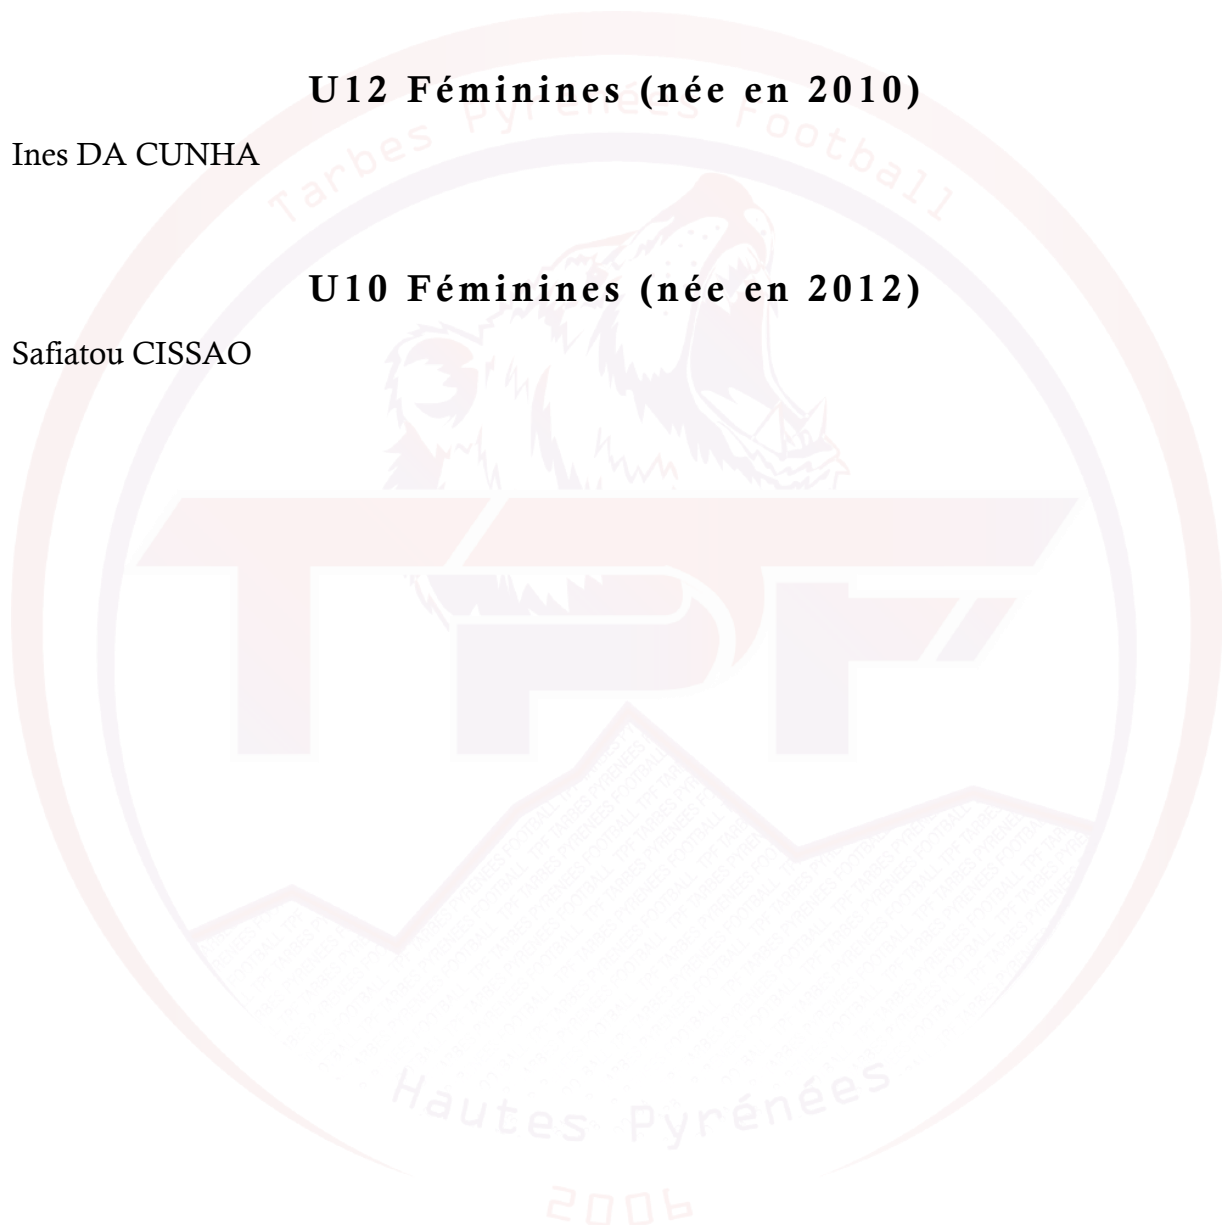 U12 Féminines (née en 2010)
Tarbes Pyrénées Football
Ines DA CUNHA
U10 Féminines (née en 2012)
Safiatou CISSAO
TPF
Hautes Pyrénées
2006